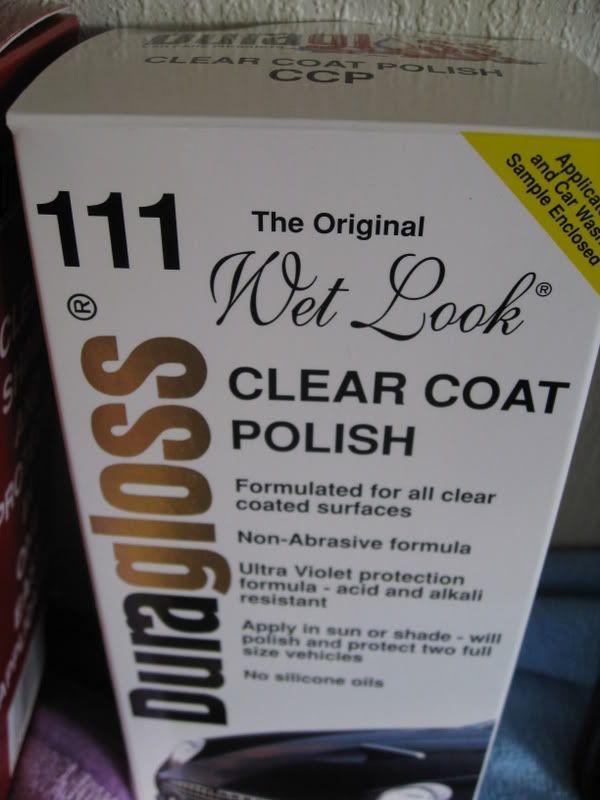 Duragloss
CLEAR COAT POLISH
CCP
and Car Wash
Sample Enclosed
111
The Original
Wet Look®
Duragloss®
CLEAR COAT
POLISH
Formulated for all clear
coated surfaces
Non-Abrasive formula
Ultra Violet protection
formula - acid and alkali
resistant
Apply in sun or shade - will
polish and protect two full
size vehicles
No silicone oils